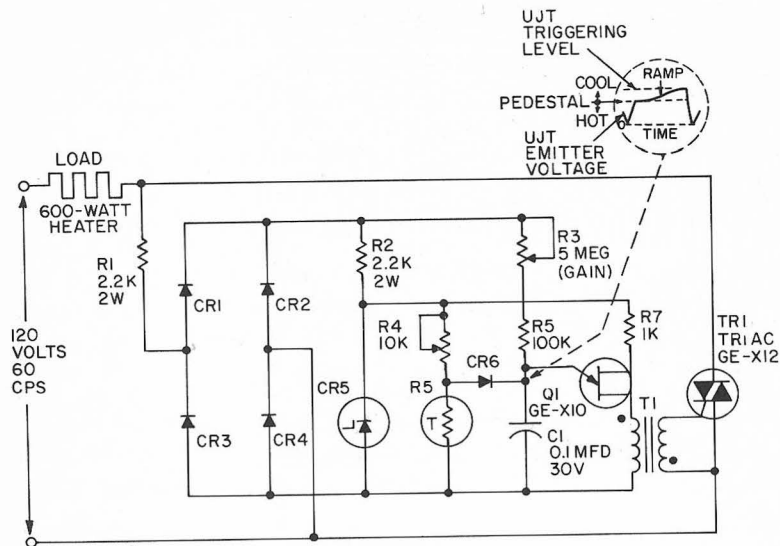 UJT
TRIGGERING
LEVEL
COOL
RAMP
PEDESTAL
HOT
TIME
UJT
EMITTER
VOLTAGE
LOAD
600-WATT
HEATER
R1
2.2K
2W
CR1
CR2
R2
2.2K
2W
R3
5 MEG
(GAIN)
R4
10K
R5
100K
R7
1K
TR1
TRIAC
GE-X12
120
VOLTS
60
CPS
CR3
CR4
CR5
R5
T
CR6
Q1
GE-X10
C1
0.1 MFD
30V
T1